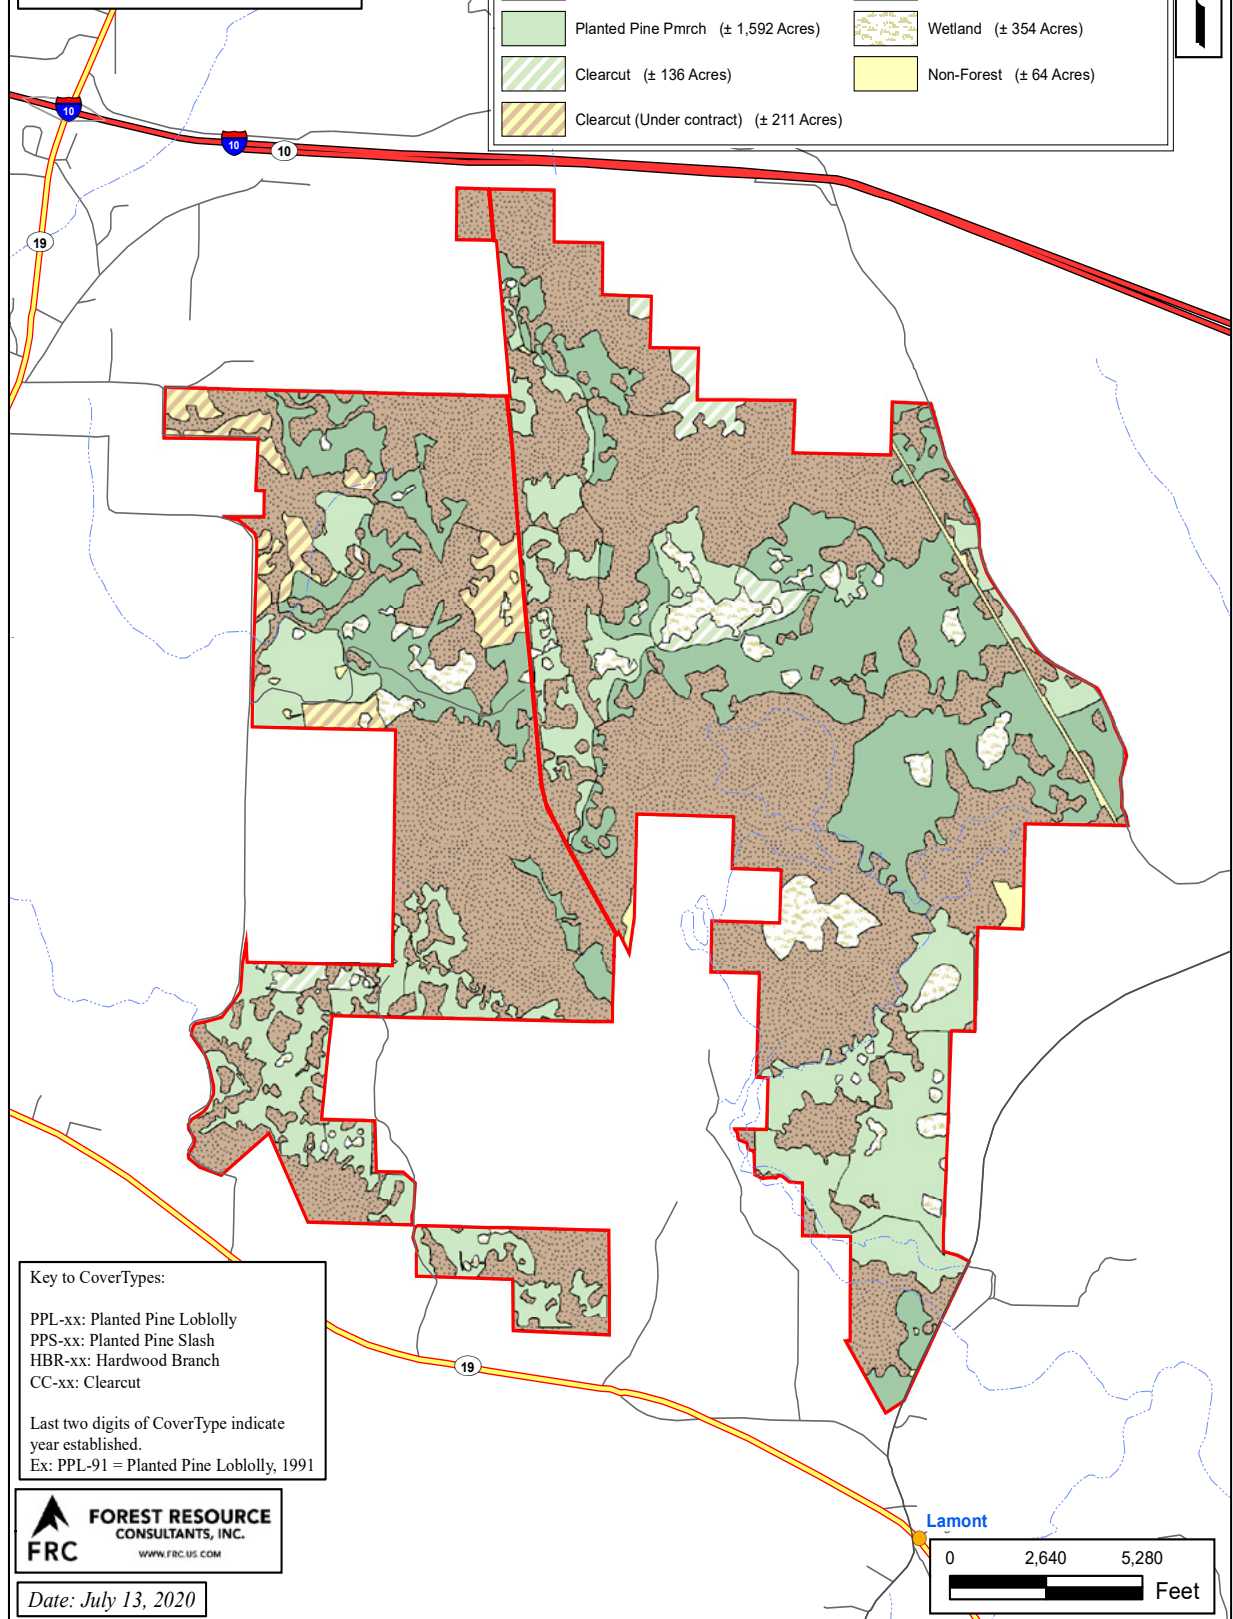 Planted Pine Pmrch (± 1,592 Acres)
Wetland (± 354 Acres)
Clearcut (± 136 Acres)
Non-Forest (± 64 Acres)
Clearcut (Under contract) (± 211 Acres)
10
10
10
19
Key to CoverTypes:
PPL-xx: Planted Pine Loblolly
PPS-xx: Planted Pine Slash
HBR-xx: Hardwood Branch
CC-xx: Clearcut
Last two digits of CoverType indicate
year established.
Ex: PPL-91 = Planted Pine Loblolly, 1991
19
FRC
FOREST RESOURCE
CONSULTANTS, INC.
WWW.FRC.US.COM
Date: July 13, 2020
Lamont
0 2,640 5,280
Feet